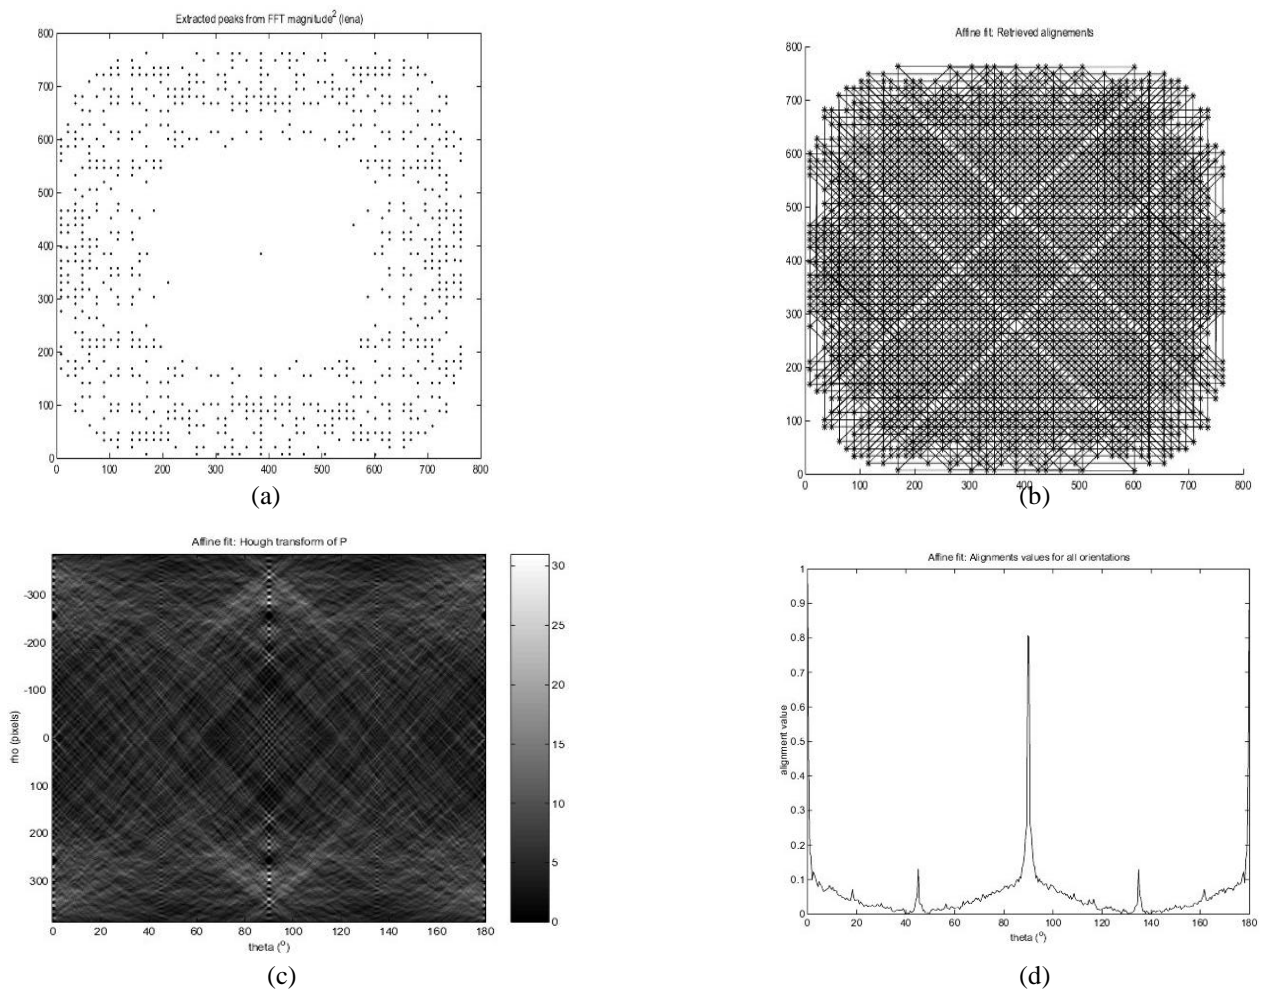 Extracted peaks from FFT magnitude² (lena)
800
700
600
500
400
300
200
100
0
0 100 200 300 400 500 600 700 800
(a)
Affine fit: Retrieved alignements
800
700
600
500
400
300
200
100
0
0 100 200 300 400 500 600 700 800
(b)
Affine fit: Hough transform of P
rho (pixels)
-300
-200
-100
0
100
200
300
0 20 40 60 80 100 120 140 160 180
theta (°)
30
25
20
15
10
5
0
(c)
Affine fit: Alignments values for all orientations
alignment value
1
0.9
0.8
0.7
0.6
0.5
0.4
0.3
0.2
0.1
0
0 20 40 60 80 100 120 140 160 180
theta (°)
(d)